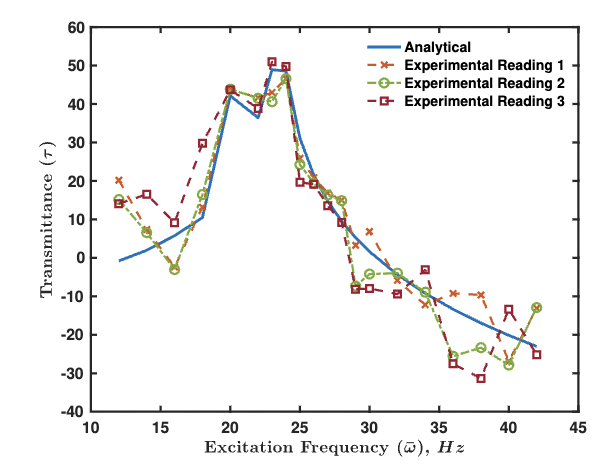 60
50
40
30
20
10
0
-10
-20
-30
-40
Transmittance (τ)
Analytical
Experimental Reading 1
Experimental Reading 2
Experimental Reading 3
10 15 20 25 30 35 40 45
Excitation Frequency (ω̄), Hz